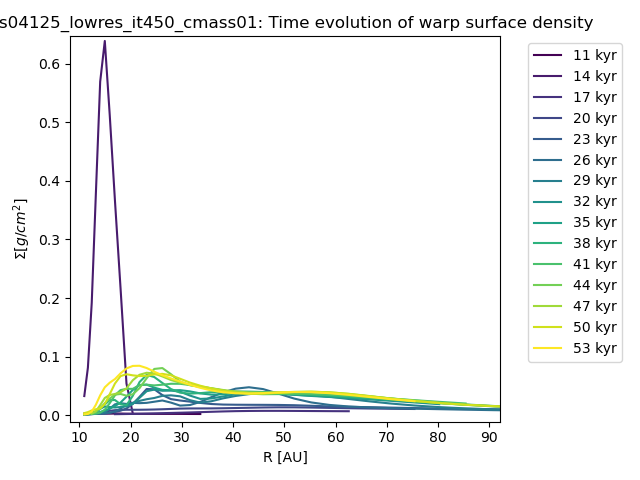 s04125_lowres_it450_cmass01: Time evolution of warp surface density
0.6
0.5
0.4
0.3
0.2
0.1
0.0
Σ[g/cm²]
10 20 30 40 50 60 70 80 90
R [AU]
11 kyr
14 kyr
17 kyr
20 kyr
23 kyr
26 kyr
29 kyr
32 kyr
35 kyr
38 kyr
41 kyr
44 kyr
47 kyr
50 kyr
53 kyr